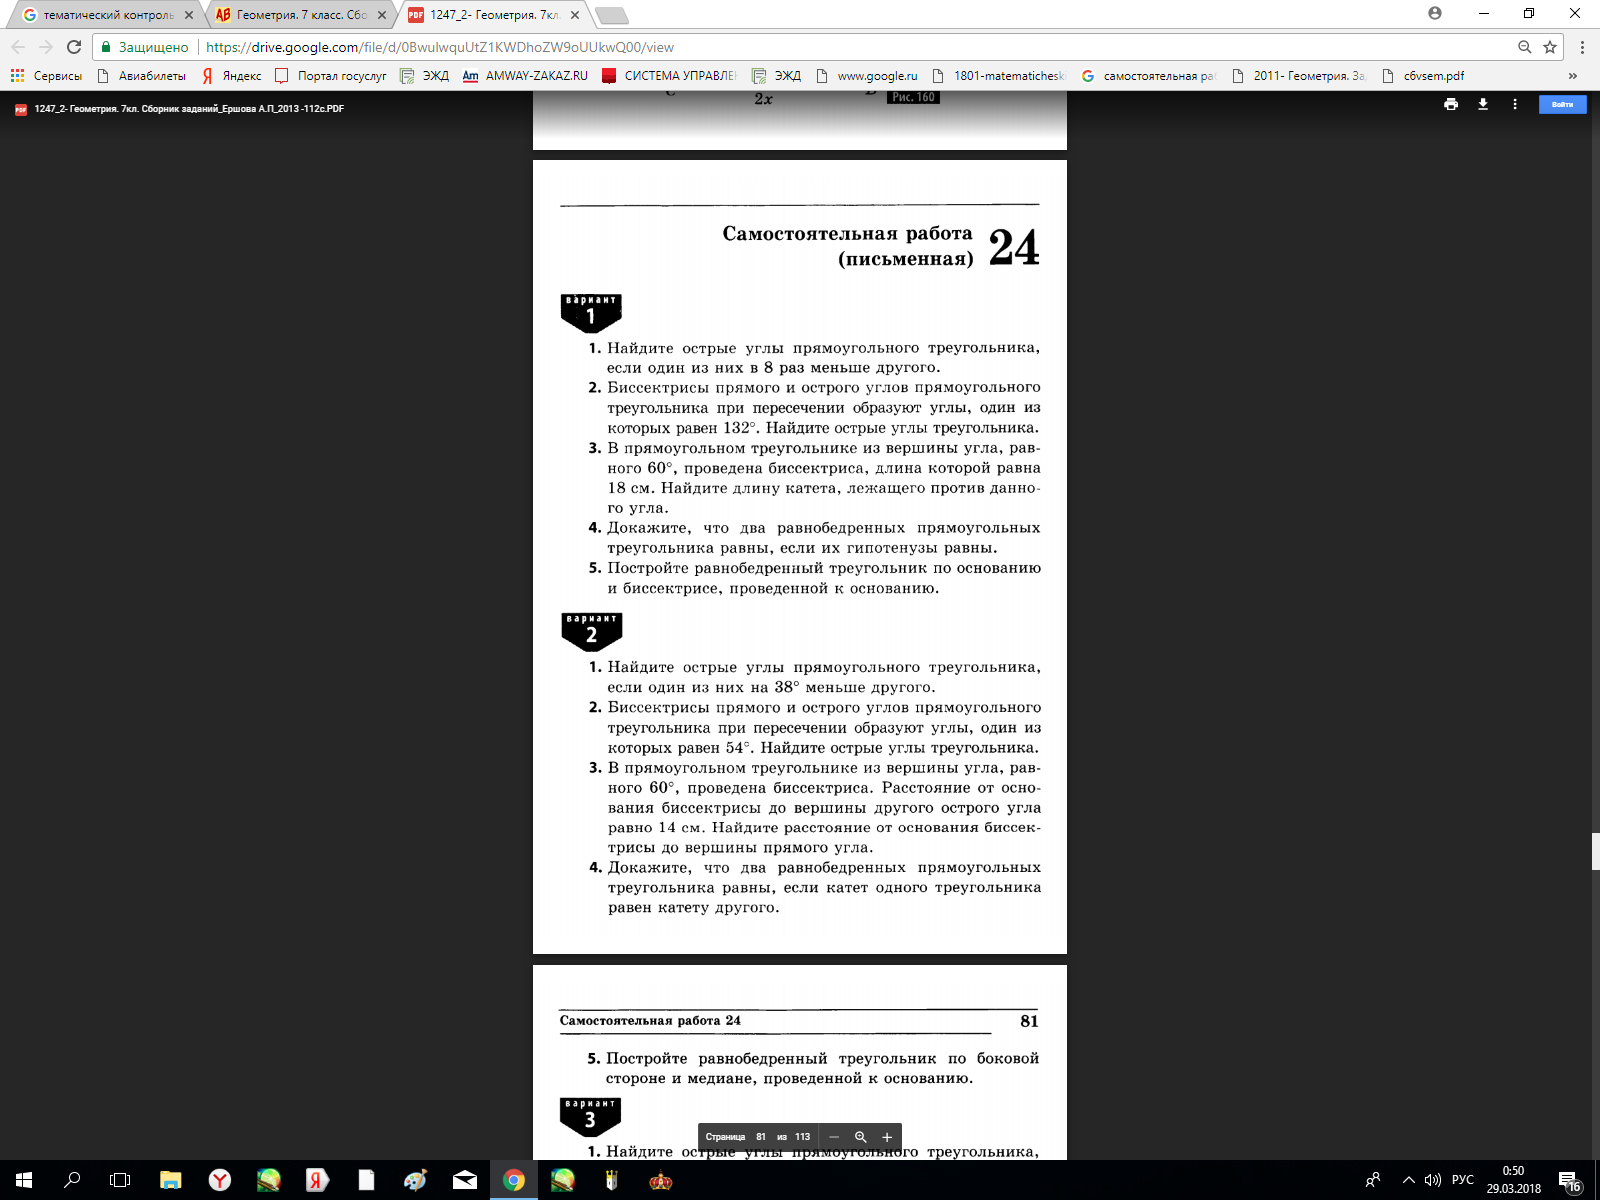 тематический контроль
Геометрия. 7 класс. Сбо
1247_2- Геометрия. 7кл.
Защищено
https://drive.google.com/file/d/0BwulwquUtZ1KWDhoZW9oUUkwQ00/view
Сервисы
Авиабилеты
Яндекс
Портал госуслуг
ЭЖД
AMWAY-ZAKAZ.RU
СИСТЕМА УПРАВЛЕН
ЭЖД
www.google.ru
1801-matematicheski
самостоятельная раб
2011- Геометрия. За
сбvsem.pdf
1247_2- Геометрия. 7кл. Сборник заданий_Ершова А.П_2013 -112с.PDF
Войти
2x
Рис. 160
Самостоятельная работа
(письменная)
24
вариант
1
1. Найдите острые углы прямоугольного треугольника,
если один из них в 8 раз меньше другого.
2. Биссектрисы прямого и острого углов прямоугольного
треугольника при пересечении образуют углы, один из
которых равен 132°. Найдите острые углы треугольника.
3. В прямоугольном треугольнике из вершины угла, рав-
ного 60°, проведена биссектриса, длина которой равна
18 см. Найдите длину катета, лежащего против данно-
го угла.
4. Докажите, что два равнобедренных прямоугольных
треугольника равны, если их гипотенузы равны.
5. Постройте равнобедренный треугольник по основанию
и биссектрисе, проведенной к основанию.
вариант
2
1. Найдите острые углы прямоугольного треугольника,
если один из них на 38° меньше другого.
2. Биссектрисы прямого и острого углов прямоугольного
треугольника при пересечении образуют углы, один из
которых равен 54°. Найдите острые углы треугольника.
3. В прямоугольном треугольнике из вершины угла, рав-
ного 60°, проведена биссектриса. Расстояние от осно-
вания биссектрисы до вершины другого острого угла
равно 14 см. Найдите расстояние от основания биссек-
трисы до вершины прямого угла.
4. Докажите, что два равнобедренных прямоугольных
треугольника равны, если катет одного треугольника
равен катету другого.
Самостоятельная работа 24
81
5. Постройте равнобедренный треугольник по боковой
стороне и медиане, проведенной к основанию.
вариант
3
Страница 81 из 113
1. Найдите острые углы прямоугольного треугольника,
РУС
0:50
29.03.2018
16